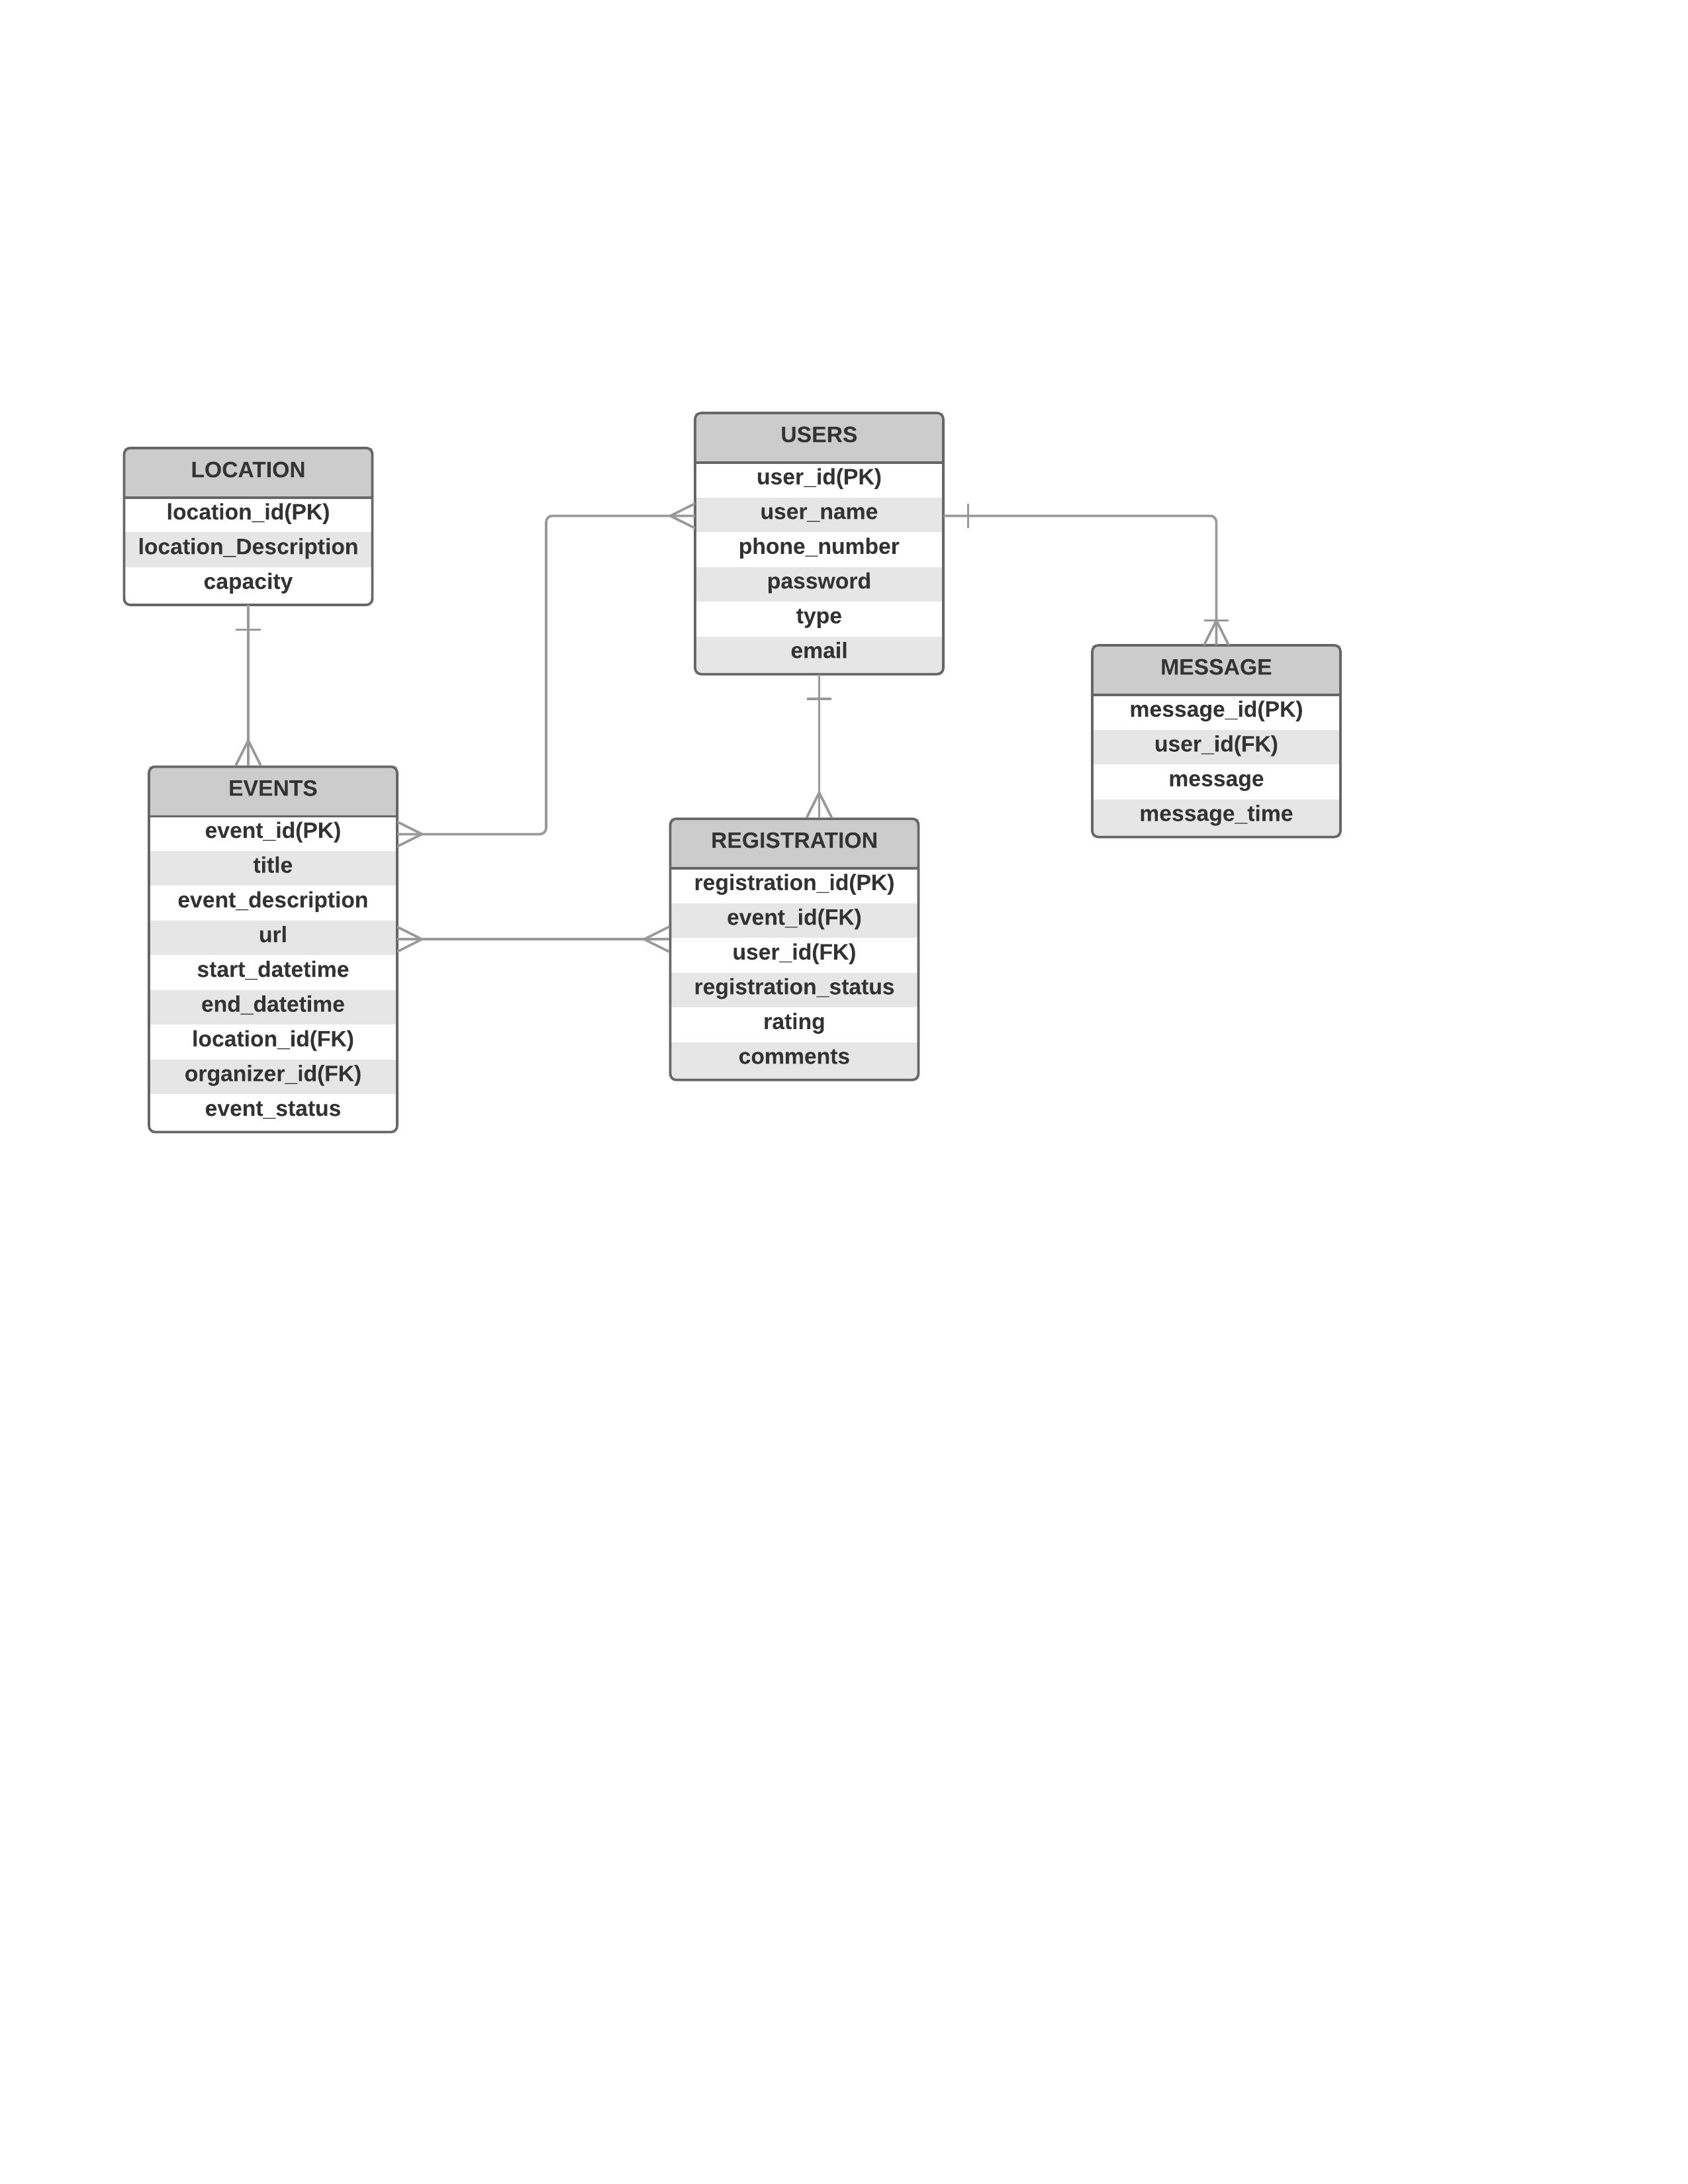 LOCATION
location_id(PK)
location_Description
capacity
USERS
user_id(PK)
user_name
phone_number
password
type
email
MESSAGE
message_id(PK)
user_id(FK)
message
message_time
EVENTS
event_id(PK)
title
event_description
url
start_datetime
end_datetime
location_id(FK)
organizer_id(FK)
event_status
REGISTRATION
registration_id(PK)
event_id(FK)
user_id(FK)
registration_status
rating
comments